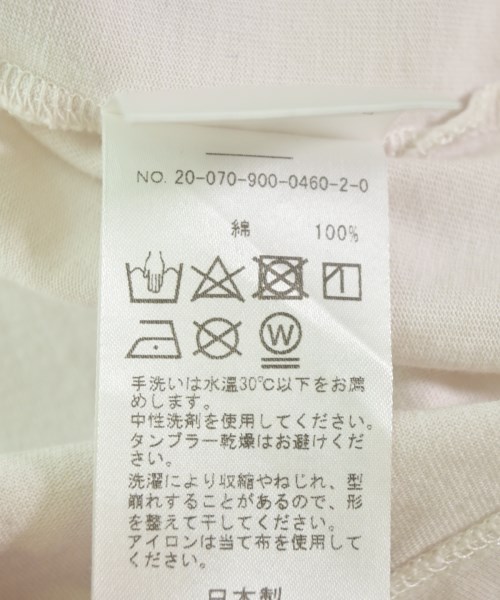 NO. 20-070-900-0460-2-0
綿 100%
W
手洗いは水温30℃以下をお薦
めします。
中性洗剤を使用してください。
タンブラー乾燥はお避けくだ
さい。
洗濯により収縮やねじれ、型
崩れすることがあるので、形
を整えて干してください。
アイロンは当て布を使用して
ください。
日本製